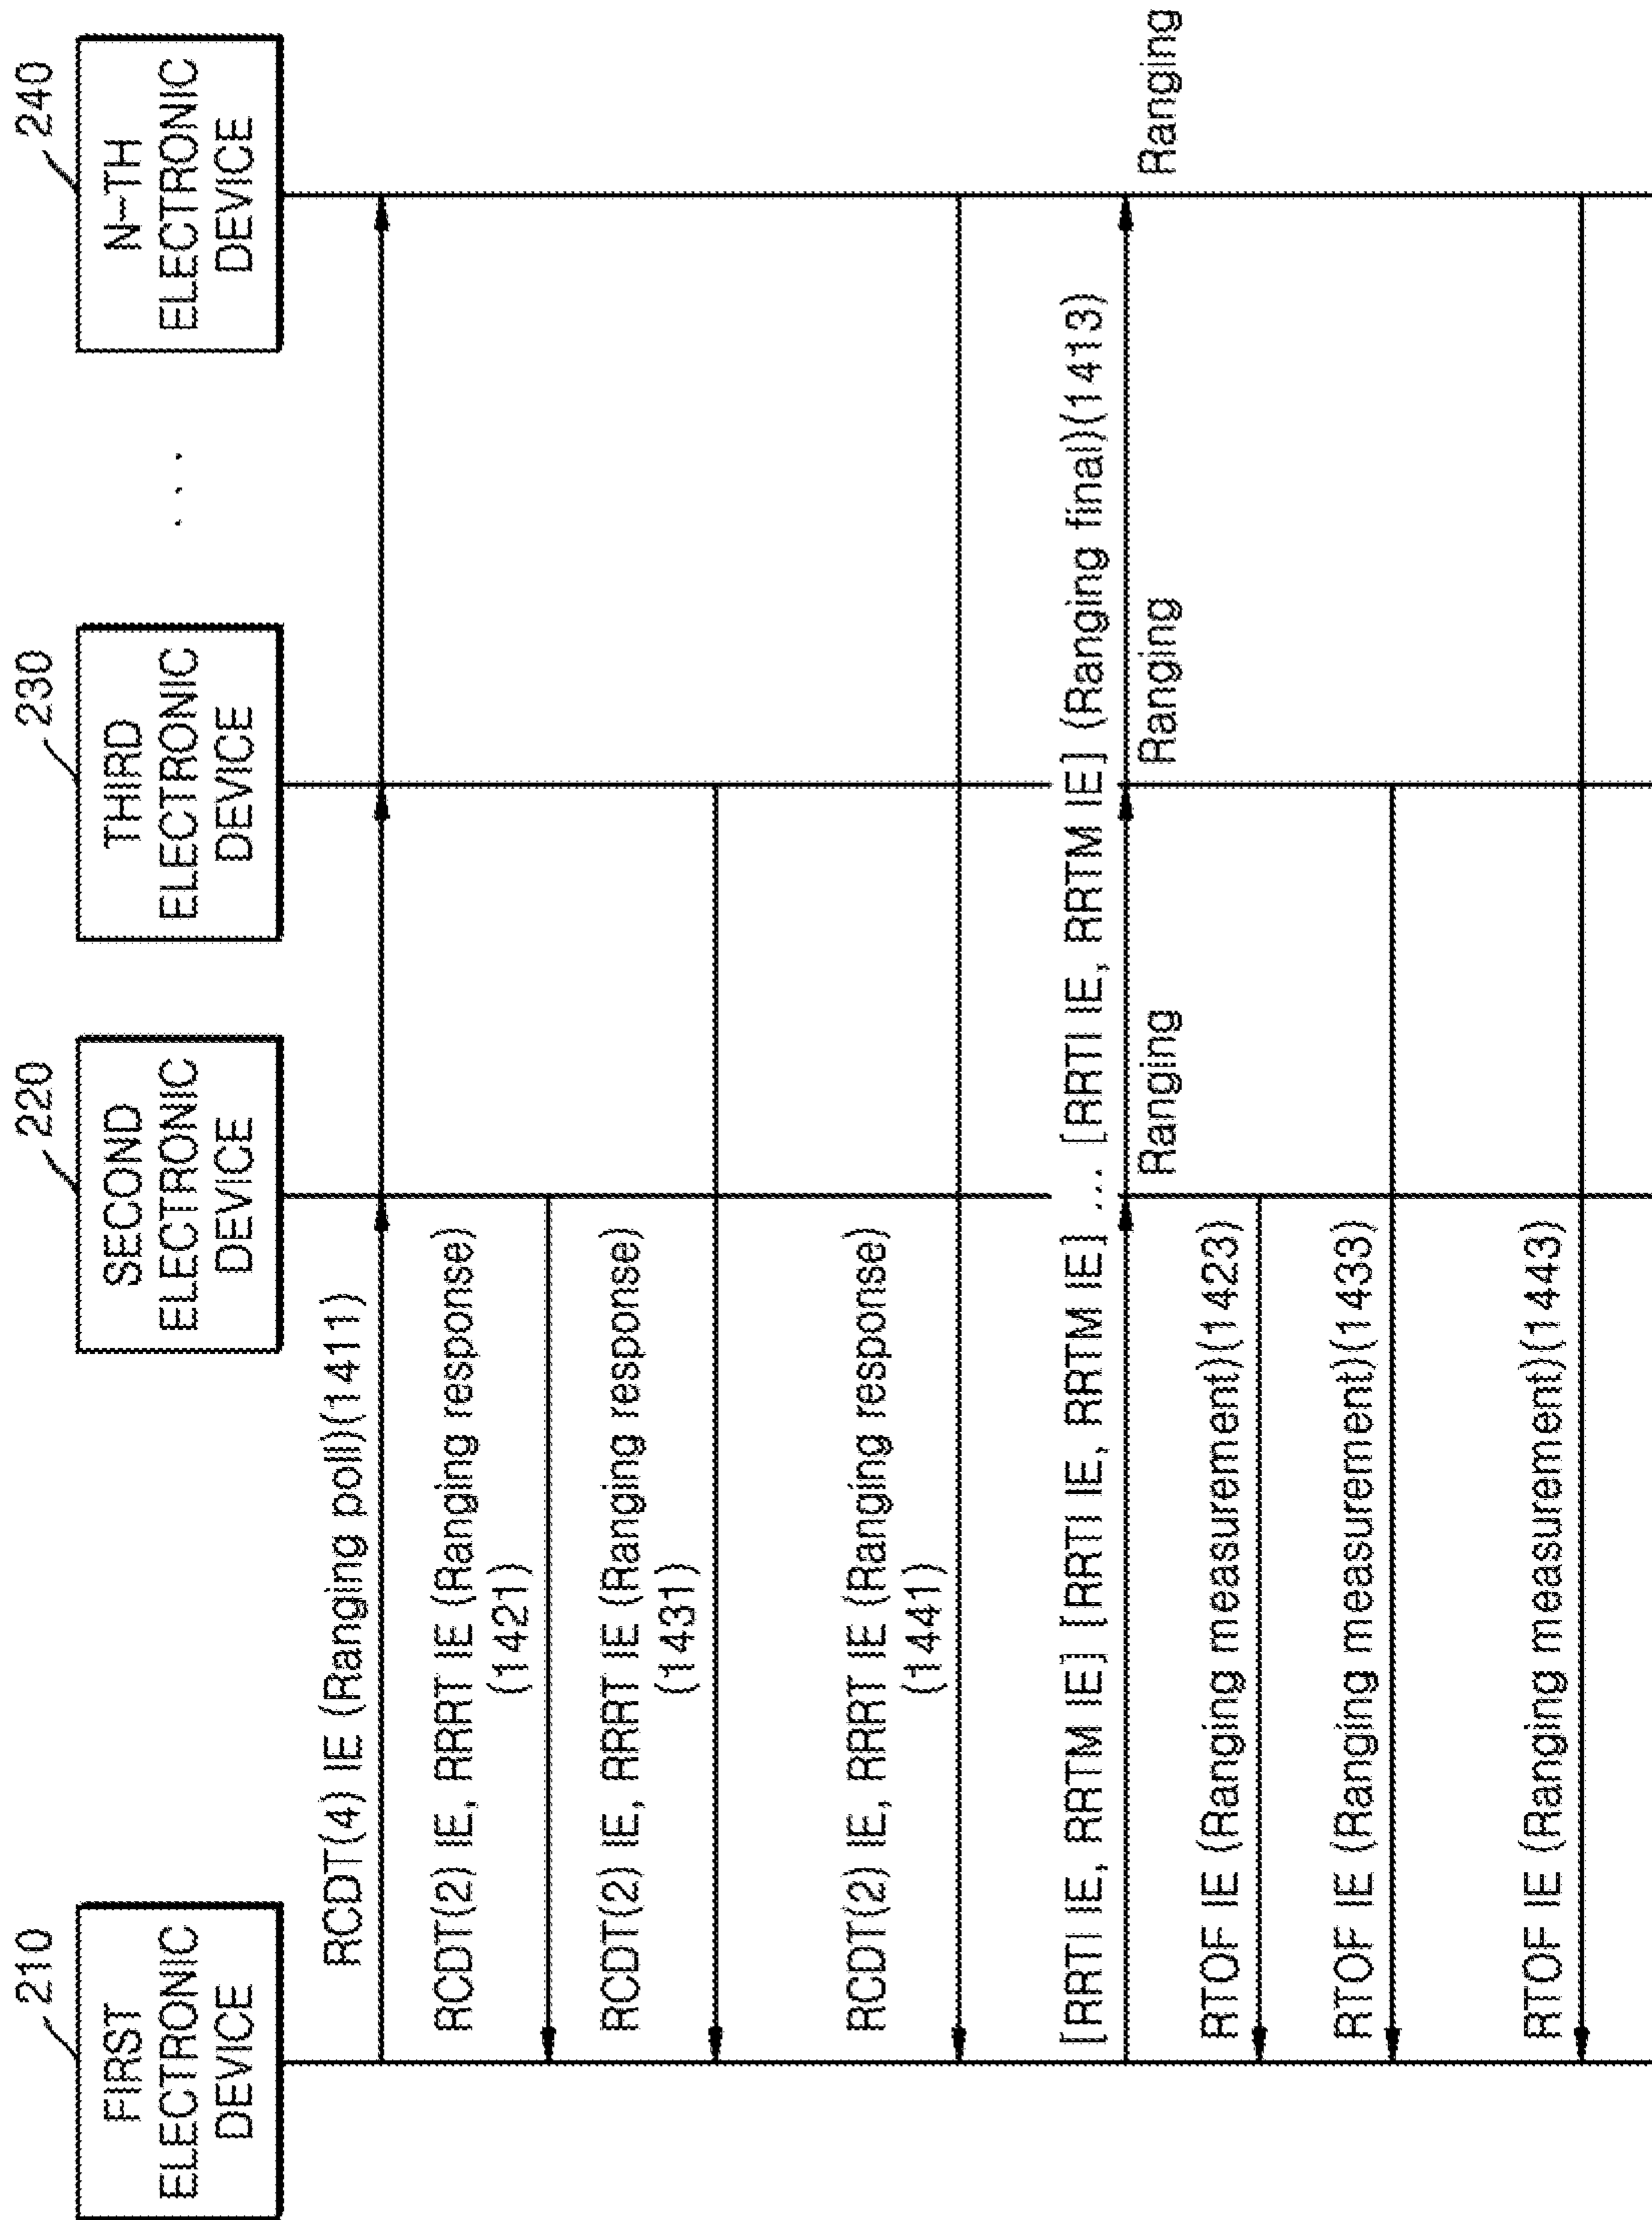 210
FIRST
ELECTRONIC
DEVICE
220
SECOND
ELECTRONIC
DEVICE
230
THIRD
ELECTRONIC
DEVICE
. . .
240
N-TH
ELECTRONIC
DEVICE
RCDT(4) IE (Ranging poll)(1411)
RCDT(2) IE, RRRT IE (Ranging response)
(1421)
RCDT(2) IE, RRRT IE (Ranging response)
(1431)
RCDT(2) IE, RRRT IE (Ranging response)
(1441)
[RRTI IE, RRTM IE] [RRTI IE, RRTM IE] ... [RRTI IE, RRTM IE] (Ranging final)(1413)
Ranging
Ranging
Ranging
RTOF IE (Ranging measurement)(1423)
RTOF IE (Ranging measurement)(1433)
RTOF IE (Ranging measurement)(1443)